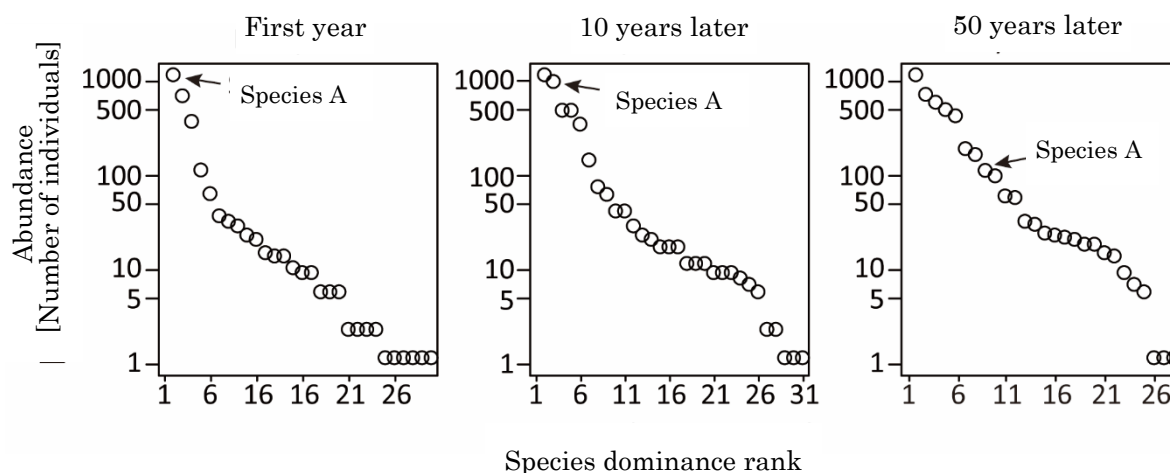 First year
10 years later
50 years later
Abundance
[Number of individuals]
1000
500
100
50
10
5
1
Species A
1 6 16 16 21 26
1000
500
100
50
10
5
1
Species A
1 6 11 16 21 26 31
1000
500
100
50
10
5
1
Species A
1 6 11 16 21 26
Species dominance rank